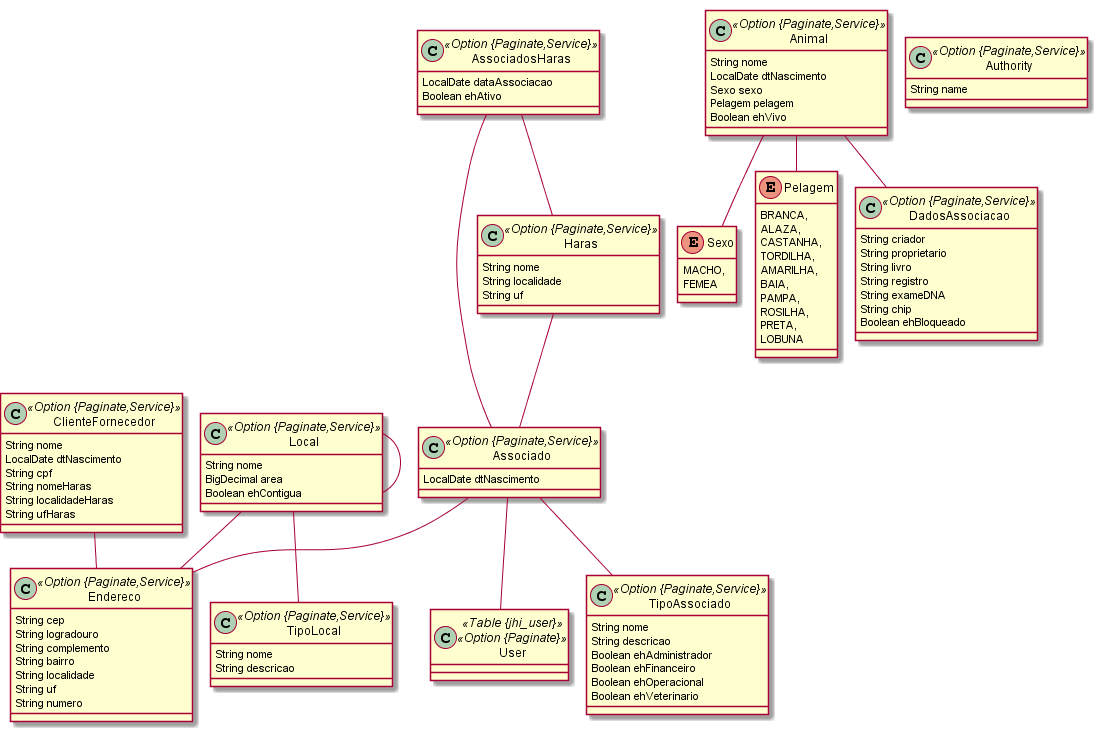 C «Option {Paginate,Service}»
AssociadosHaras
LocalDate dataAssociacao
Boolean ehAtivo
C «Option {Paginate,Service}»
Animal
String nome
LocalDate dtNascimento
Sexo sexo
Pelagem pelagem
Boolean ehVivo
C «Option {Paginate,Service}»
Authority
String name
C «Option {Paginate,Service}»
Haras
String nome
String localidade
String uf
E Sexo
MACHO,
FEMEA
E Pelagem
BRANCA,
ALAZA,
CASTANHA,
TORDILHA,
AMARILHA,
BAIA,
PAMPA,
ROSILHA,
PRETA,
LOBUNA
C «Option {Paginate,Service}»
DadosAssociacao
String criador
String proprietario
String livro
String registro
String exameDNA
String chip
Boolean ehBloqueado
C «Option {Paginate,Service}»
ClienteFornecedor
String nome
LocalDate dtNascimento
String cpf
String nomeHaras
String localidadeHaras
String ufHaras
C «Option {Paginate,Service}»
Local
String nome
BigDecimal area
Boolean ehContigua
C «Option {Paginate,Service}»
Associado
LocalDate dtNascimento
C «Option {Paginate,Service}»
Endereco
String cep
String logradouro
String complemento
String bairro
String localidade
String uf
String numero
C «Option {Paginate,Service}»
TipoLocal
String nome
String descricao
«Table {jhi_user}»
C «Option {Paginate}»
User
C «Option {Paginate,Service}»
TipoAssociado
String nome
String descricao
Boolean ehAdministrador
Boolean ehFinanceiro
Boolean ehOperacional
Boolean ehVeterinario